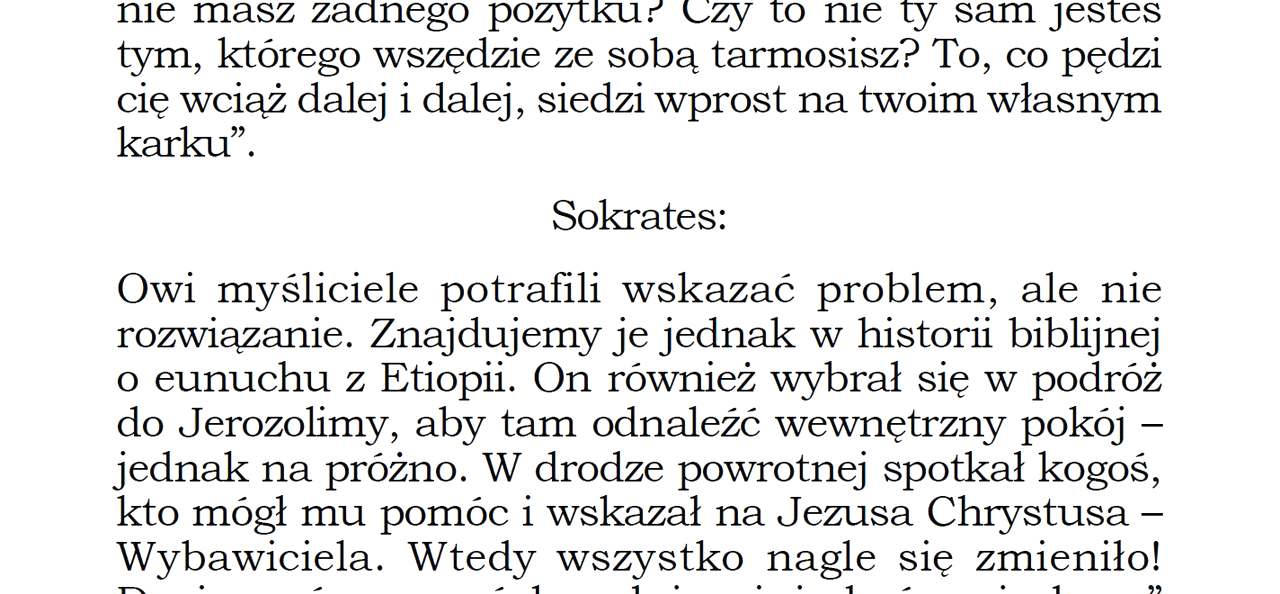 nie masz żadnego pożytku? Czy to nie ty sam jesteś
tym, którego wszędzie ze sobą tarmosisz? To, co pędzi
cię wciąż dalej i dalej, siedzi wprost na twoim własnym
karku”.
Sokrates:
Owi myśliciele potrafili wskazać problem, ale nie
rozwiązanie. Znajdujemy je jednak w historii biblijnej
o eunuchu z Etiopii. On również wybrał się w podróż
do Jerozolimy, aby tam odnaleźć wewnętrzny pokój –
jednak na próżno. W drodze powrotnej spotkał kogoś,
kto mógł mu pomóc i wskazał na Jezusa Chrystusa –
Wybawiciela. Wtedy wszystko nagle się zmieniło!